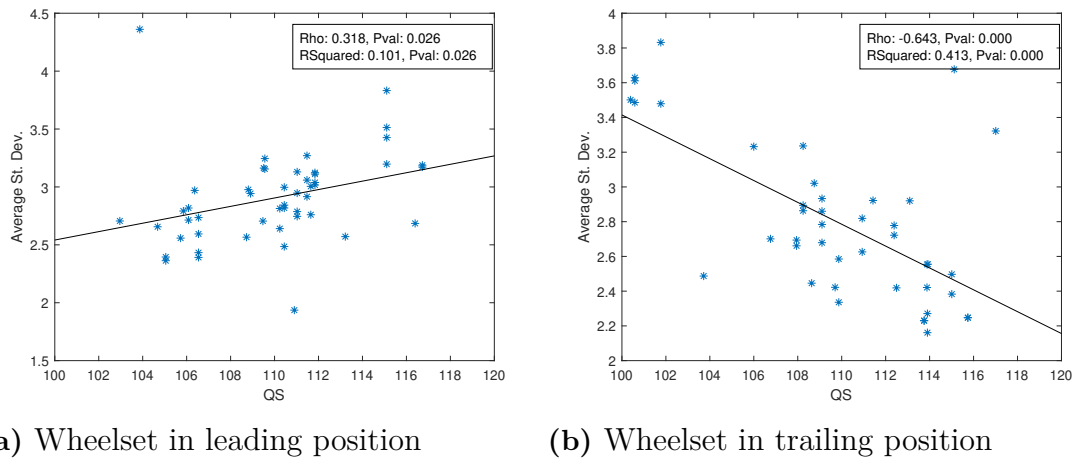 4.5
4
3.5
3
2.5
2
1.5
Average St. Dev.
Rho: 0.318, Pval: 0.026
RSquared: 0.101, Pval: 0.026
100 102 104 106 108 110 112 114 116 118 120
QS
a) Wheelset in leading position
4
3.8
3.6
3.4
3.2
3
2.8
2.6
2.4
2.2
2
Average St. Dev.
Rho: -0.643, Pval: 0.000
RSquared: 0.413, Pval: 0.000
100 102 104 106 108 110 112 114 116 118 120
QS
(b) Wheelset in trailing position